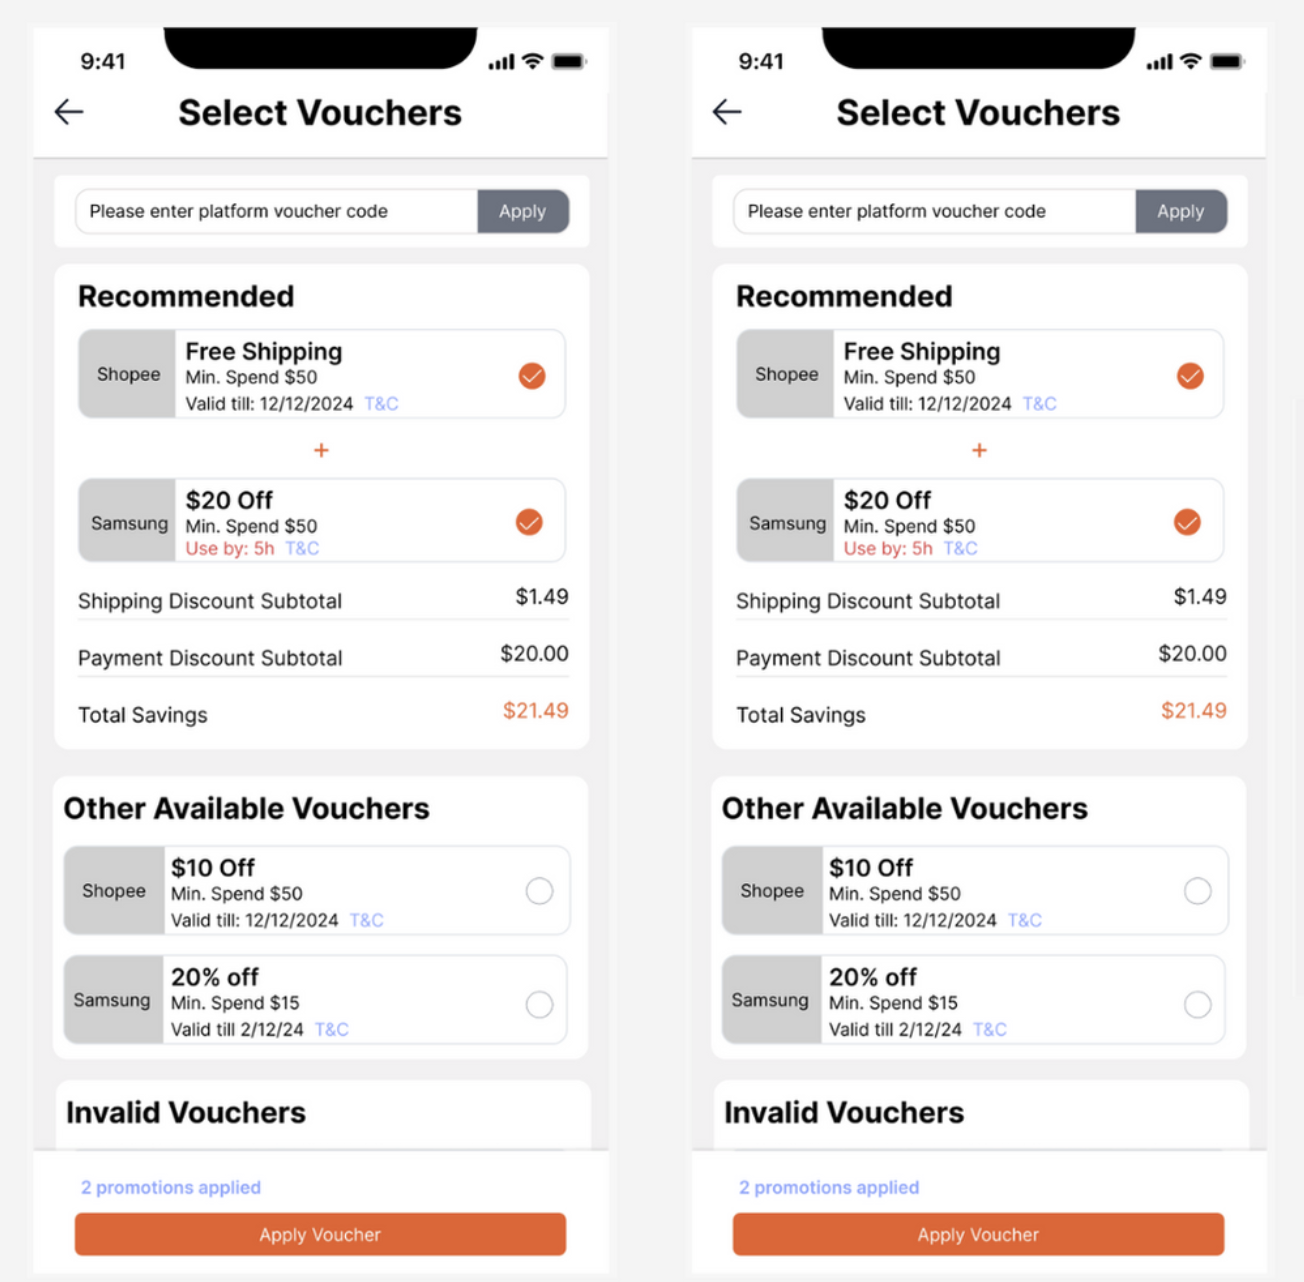 9:41
Select Vouchers
Please enter platform voucher code Apply
Recommended
Shopee
Free Shipping
Min. Spend $50
Valid till: 12/12/2024 T&C
+
Samsung
$20 Off
Min. Spend $50
Use by: 5h T&C
Shipping Discount Subtotal $1.49
Payment Discount Subtotal $20.00
Total Savings $21.49
Other Available Vouchers
Shopee
$10 Off
Min. Spend $50
Valid till: 12/12/2024 T&C
Samsung
20% off
Min. Spend $15
Valid till 2/12/24 T&C
Invalid Vouchers
2 promotions applied
Apply Voucher
9:41
Select Vouchers
Please enter platform voucher code Apply
Recommended
Shopee
Free Shipping
Min. Spend $50
Valid till: 12/12/2024 T&C
+
Samsung
$20 Off
Min. Spend $50
Use by: 5h T&C
Shipping Discount Subtotal $1.49
Payment Discount Subtotal $20.00
Total Savings $21.49
Other Available Vouchers
Shopee
$10 Off
Min. Spend $50
Valid till: 12/12/2024 T&C
Samsung
20% off
Min. Spend $15
Valid till 2/12/24 T&C
Invalid Vouchers
2 promotions applied
Apply Voucher